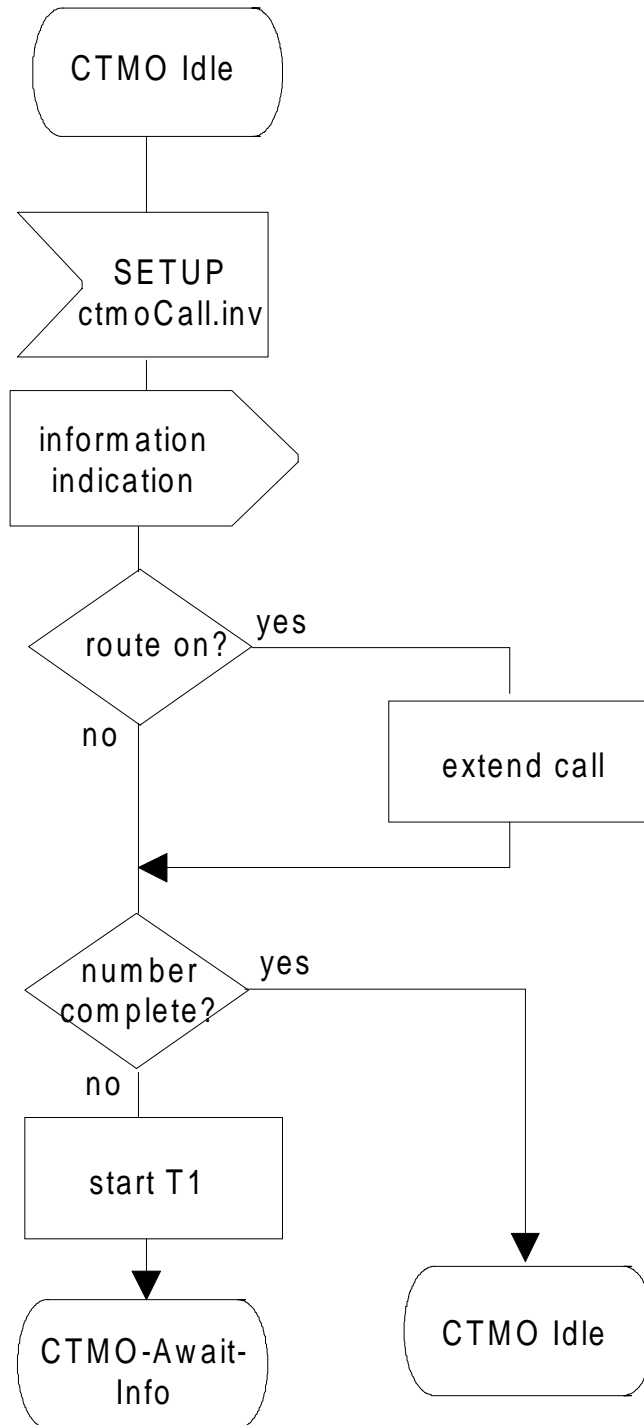 CTMO Idle
SETUP
ctmoCall.inv
information
indication
route on?
yes
no
extend call
number
complete?
yes
no
start T1
CTMO-Await-
Info
CTMO Idle